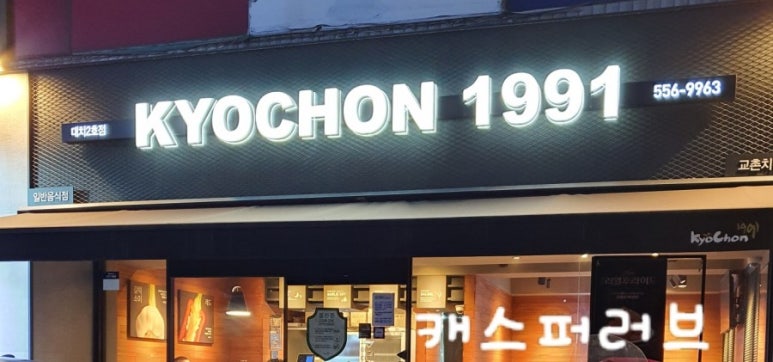 KYOCHON 1991
대치2호점
556-9963
일반음식점
교촌치
KyoChon 1991
캐스퍼러브